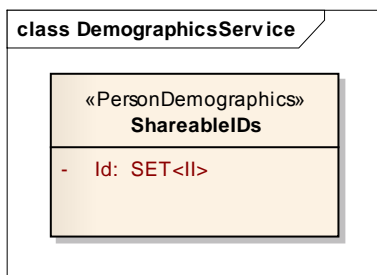 class DemographicsService
«PersonDemographics»
ShareableIDs
- Id: SET<II>